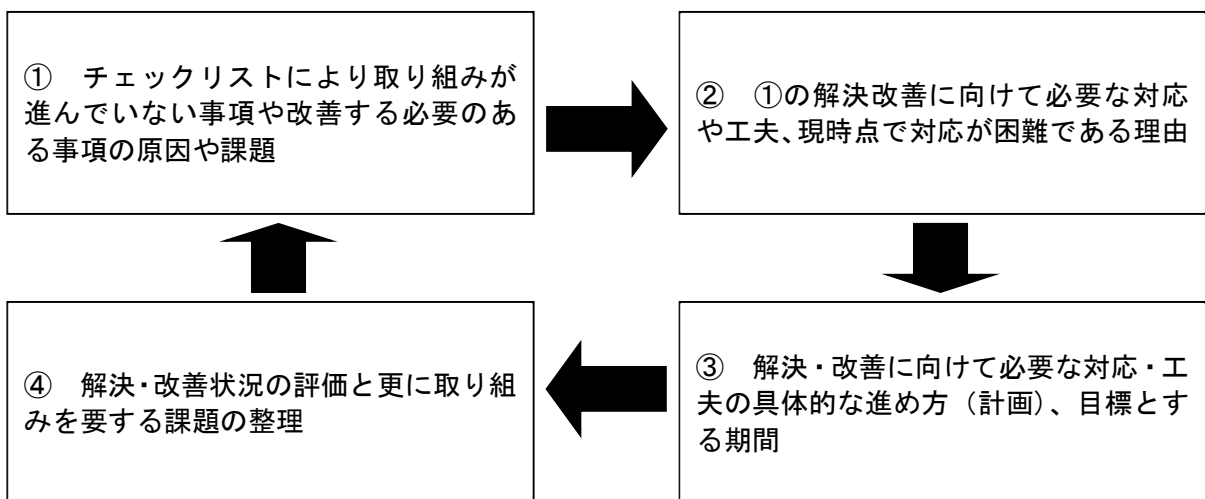 ① チェックリストにより取り組みが
進んでいない事項や改善する必要のあ
る事項の原因や課題
② ①の解決改善に向けて必要な対応
や工夫、現時点で対応が困難である理由
③ 解決・改善に向けて必要な対応・工
夫の具体的な進め方（計画）、目標とす
る期間
④ 解決・改善状況の評価と更に取り組
みを要する課題の整理